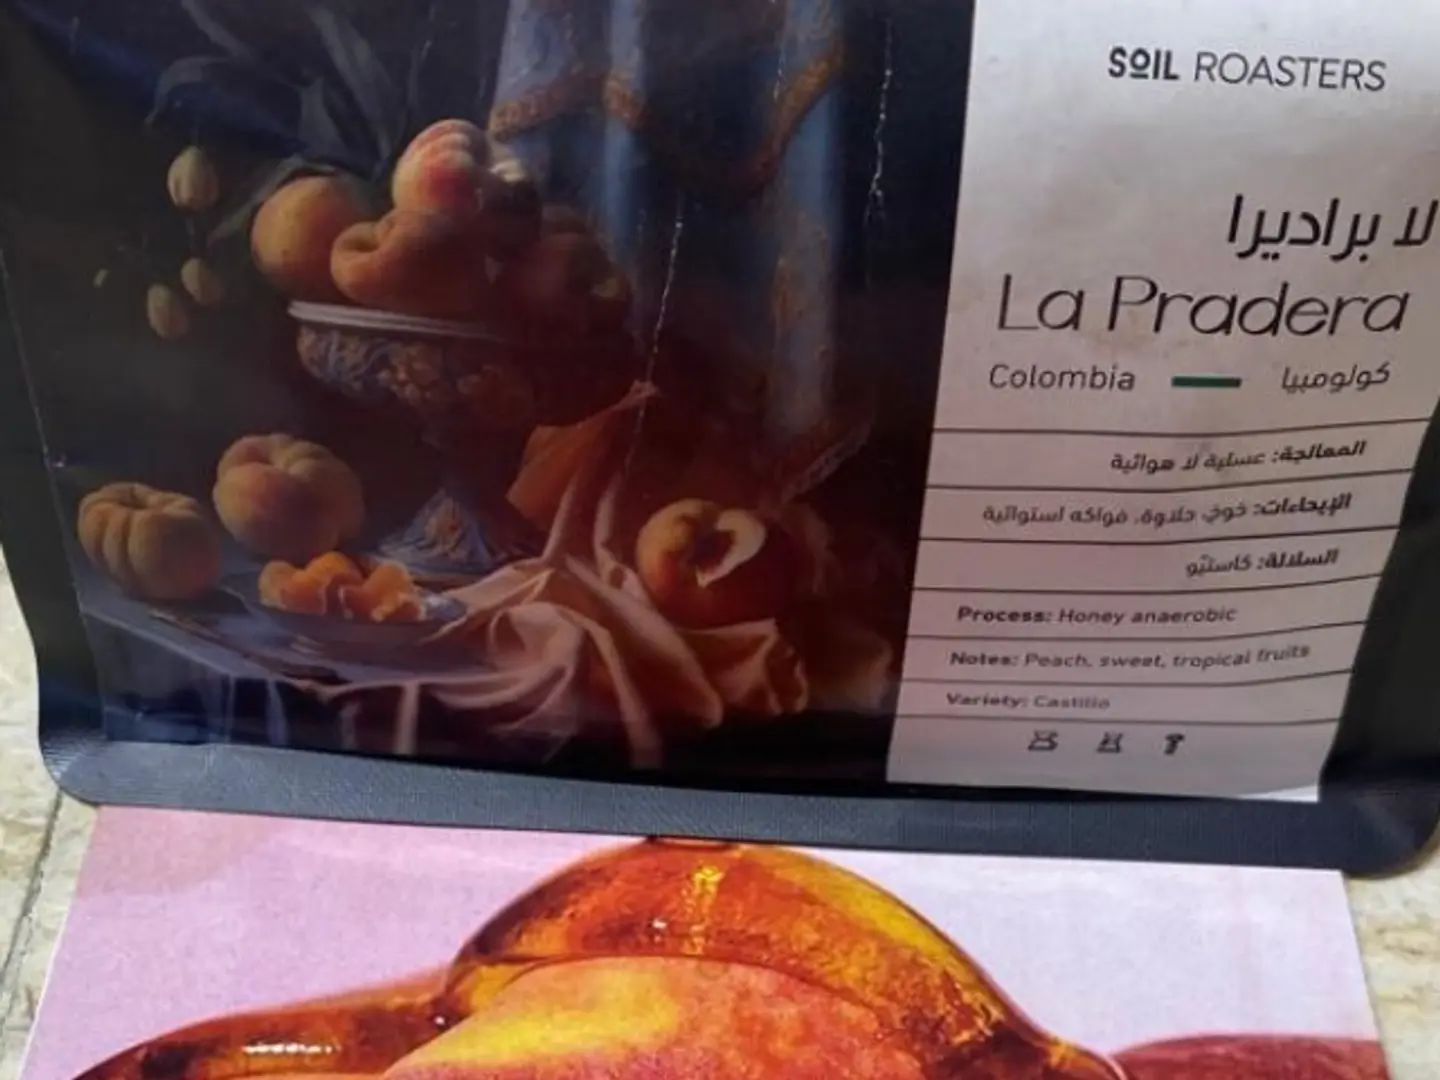 SOIL ROASTERS
لا براديرا
La Pradera
Colombia — كولومبيا
المعالجة: عسلية لا هوائية
الإيحاءات: خوخ، حلاوة، فواكه استوائية
السلالة: كاستيّو
Process: Honey anaerobic
Notes: Peach, sweet, tropical fruits
Variety: Castillo